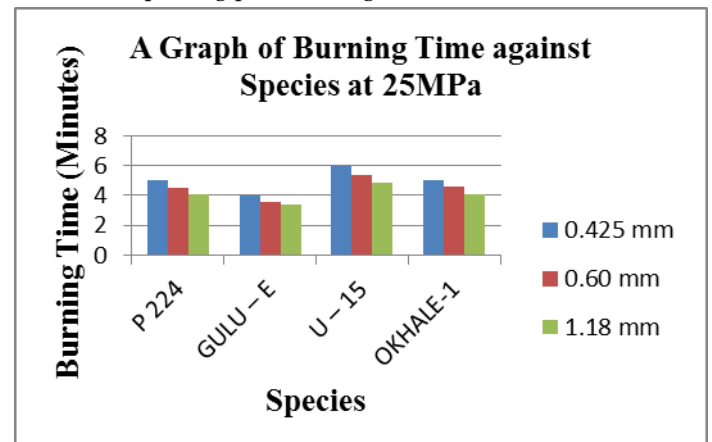 A Graph of Burning Time against
Species at 25MPa
Burning Time (Minutes)
8
6
4
2
0
P 224
GULU – E
U – 15
OKHALE-1
Species
0.425 mm
0.60 mm
1.18 mm